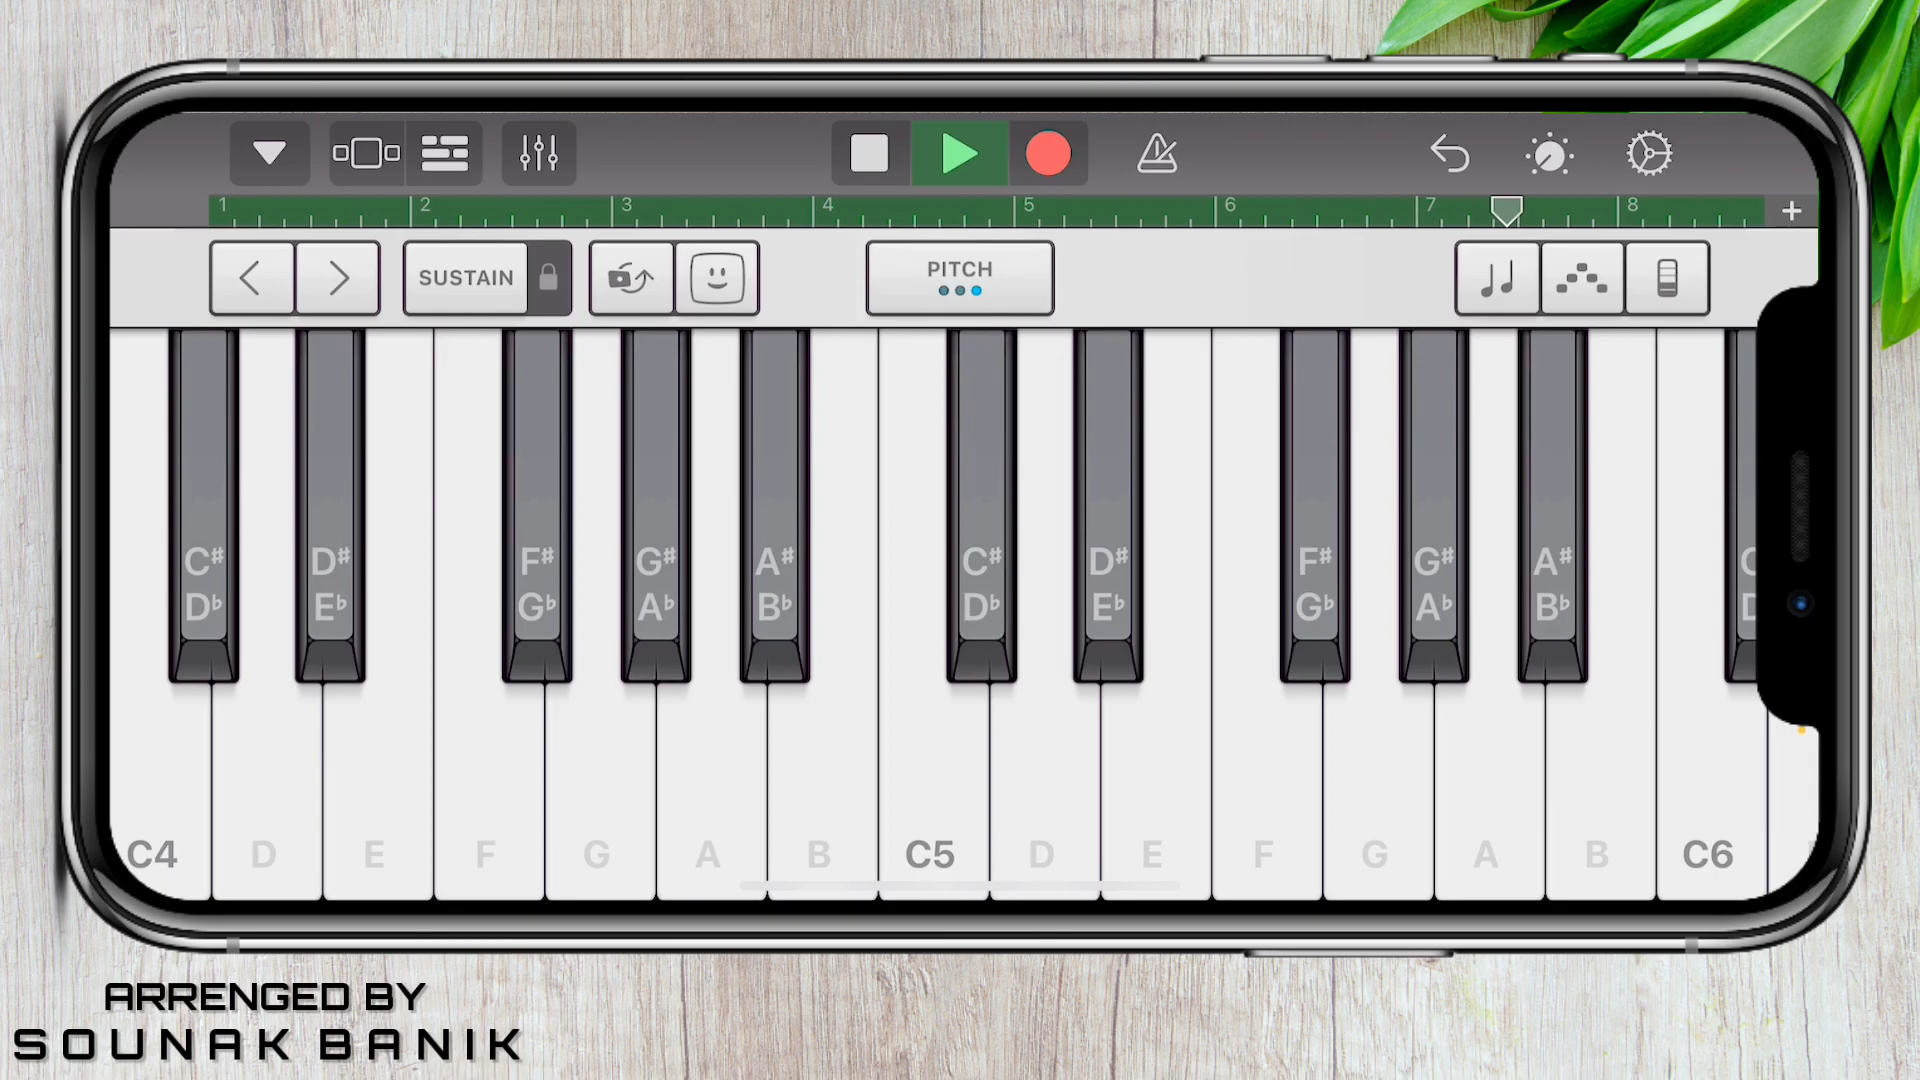 1 2 3 4 5 6 7 8 +
SUSTAIN PITCH
C♯ D♯ F♯ G♯ A♯ C♯ D♯ F♯ G♯ A♯
D♭ E♭ G♭ A♭ B♭ D♭ E♭ G♭ A♭ B♭
C4 D E F G A B C5 D E F G A B C6
ARRENGED BY
SOUNAK BANIK